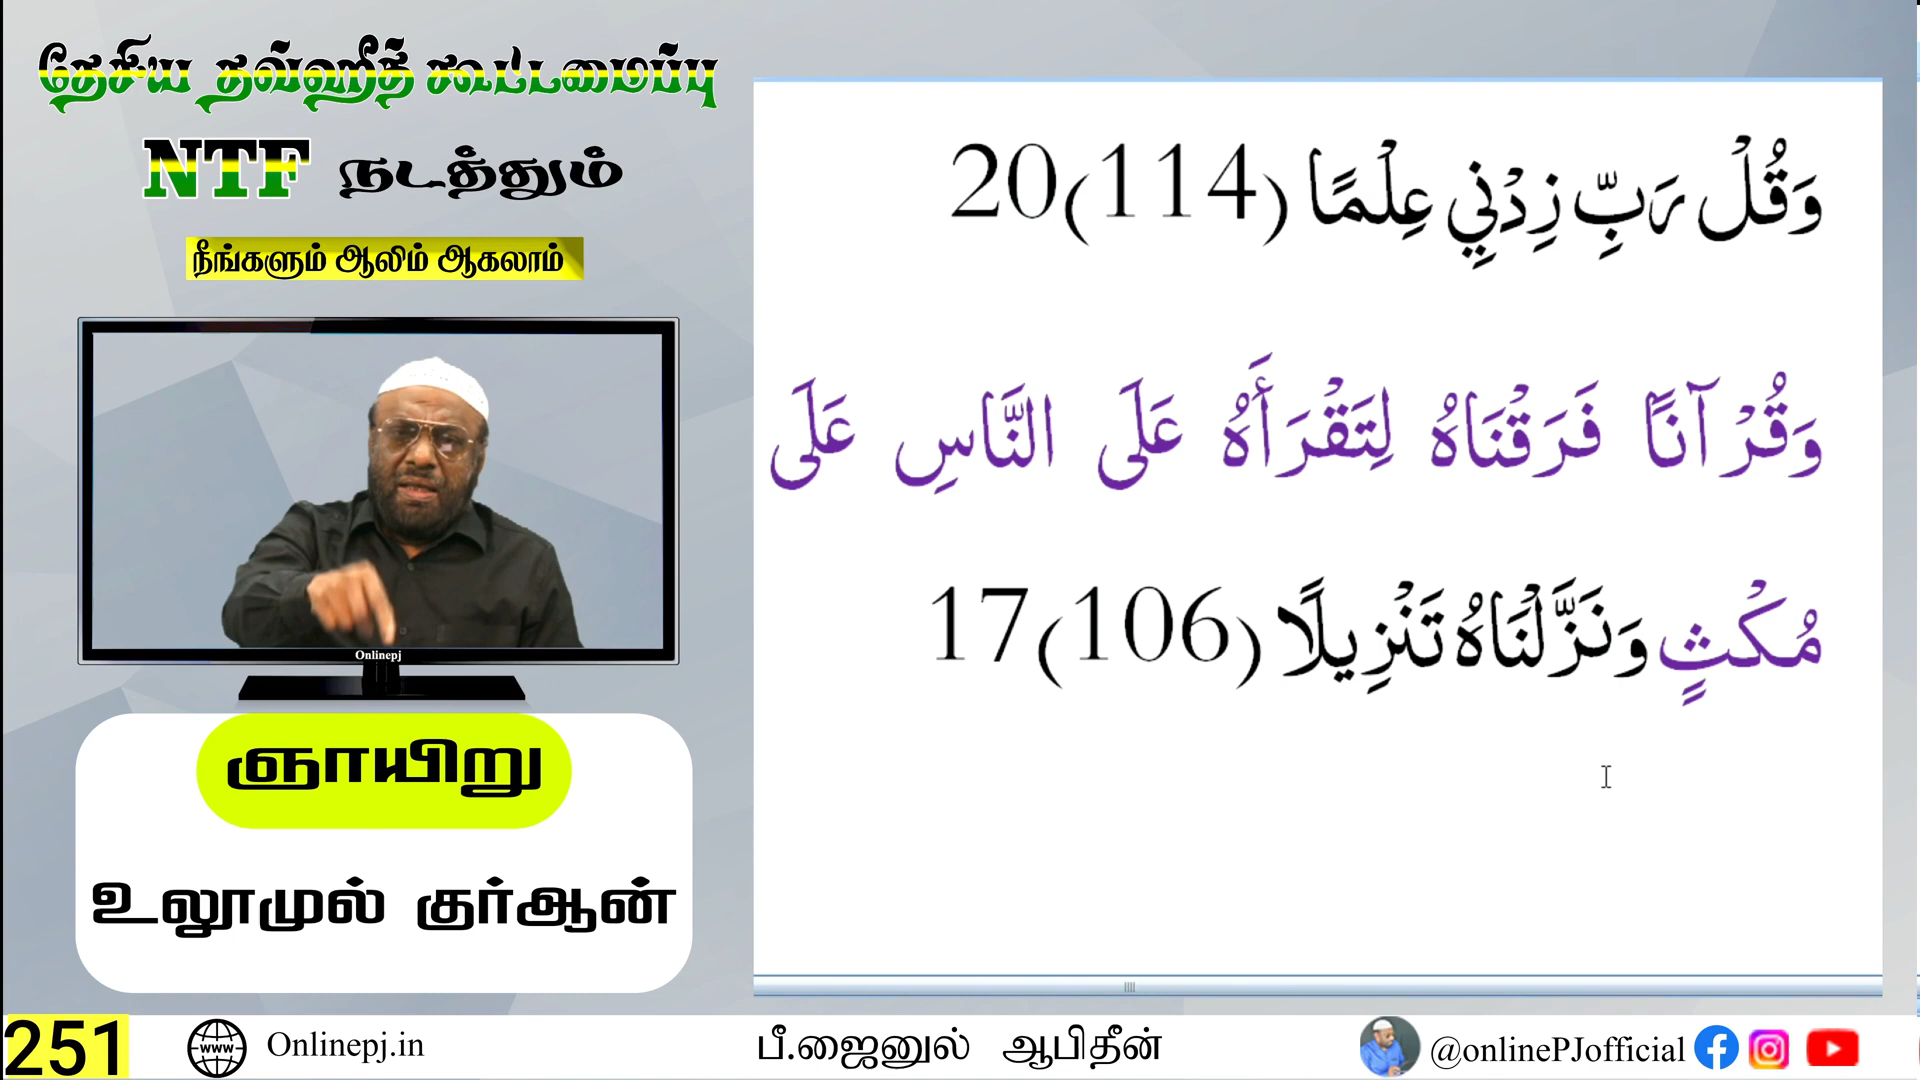 தேசிய தவ்ஹீத் கூட்டமைப்பு
NTF நடத்தும்
நீங்களும் ஆலிம் ஆகலாம்
Onlinepj
ஞாயிறு
உலூமுல் குர்ஆன்
وَقُلْ رَبِّ زِدْنِي عِلْمًا (114)20
وَقُرْآنًا فَرَقْنَاهُ لِتَقْرَأَهُ عَلَى النَّاسِ عَلَى
مُكْثٍ وَنَزَّلْنَاهُ تَنْزِيلًا (106)17
251
www
Onlinepj.in
பீ.ஜைனுல் ஆபிதீன்
@onlinePJofficial